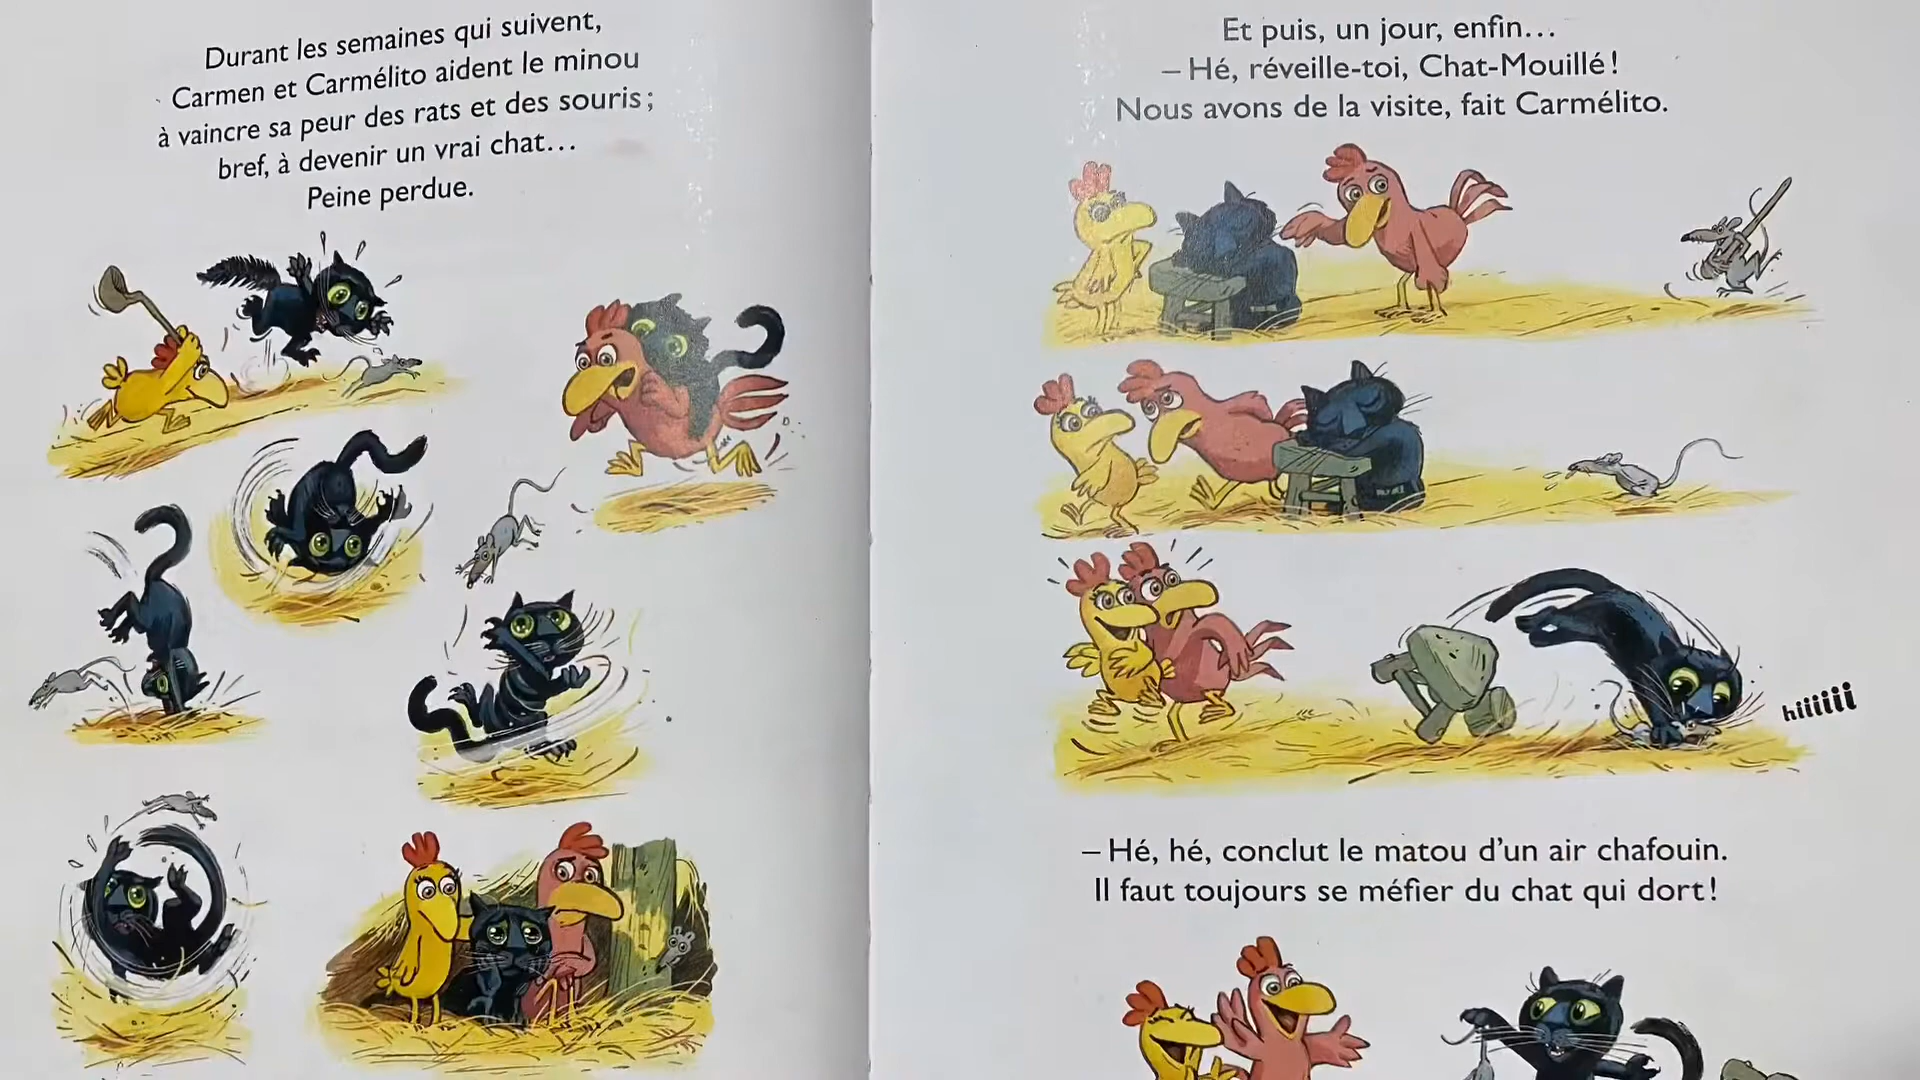 Durant les semaines qui suivent,
Carmen et Carmélito aident le minou
à vaincre sa peur des rats et des souris ;
bref, à devenir un vrai chat…
Peine perdue.
Et puis, un jour, enfin…
– Hé, réveille-toi, Chat-Mouillé !
Nous avons de la visite, fait Carmélito.
hiiiiii
– Hé, hé, conclut le matou d’un air chafouin.
Il faut toujours se méfier du chat qui dort !